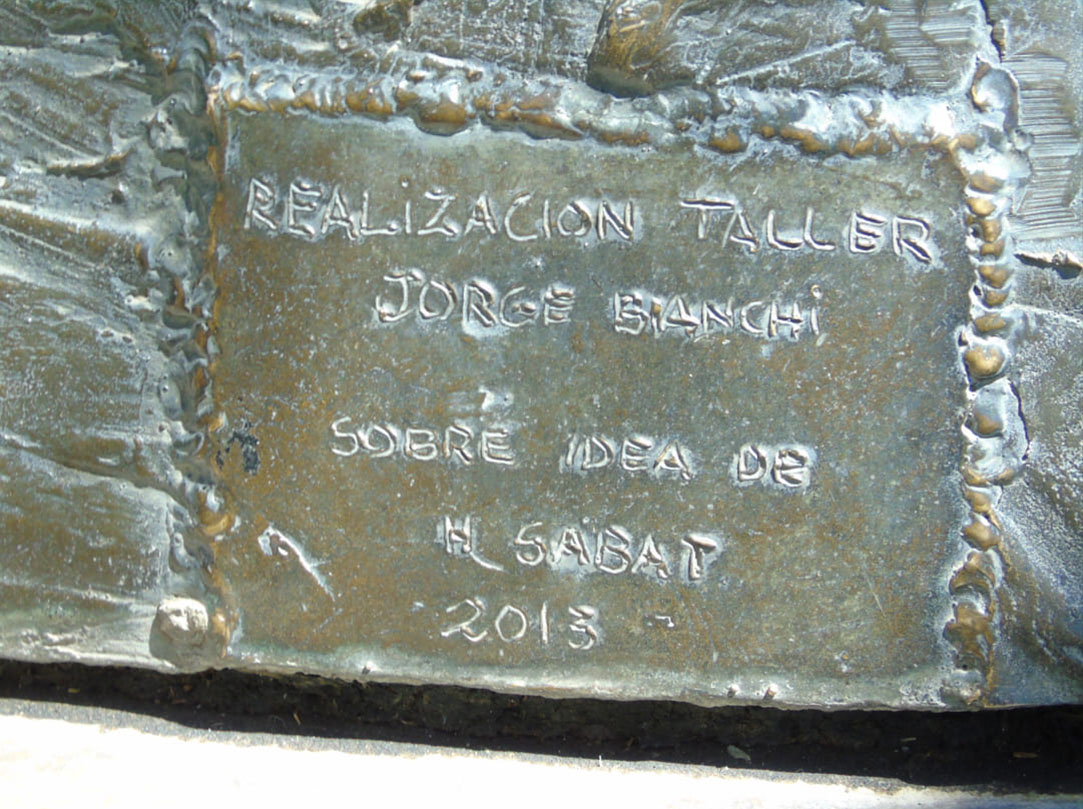 REALiZACION TALLER
JORGE BIANCHi
SOBRE IDEA DE
H SABAT
2013